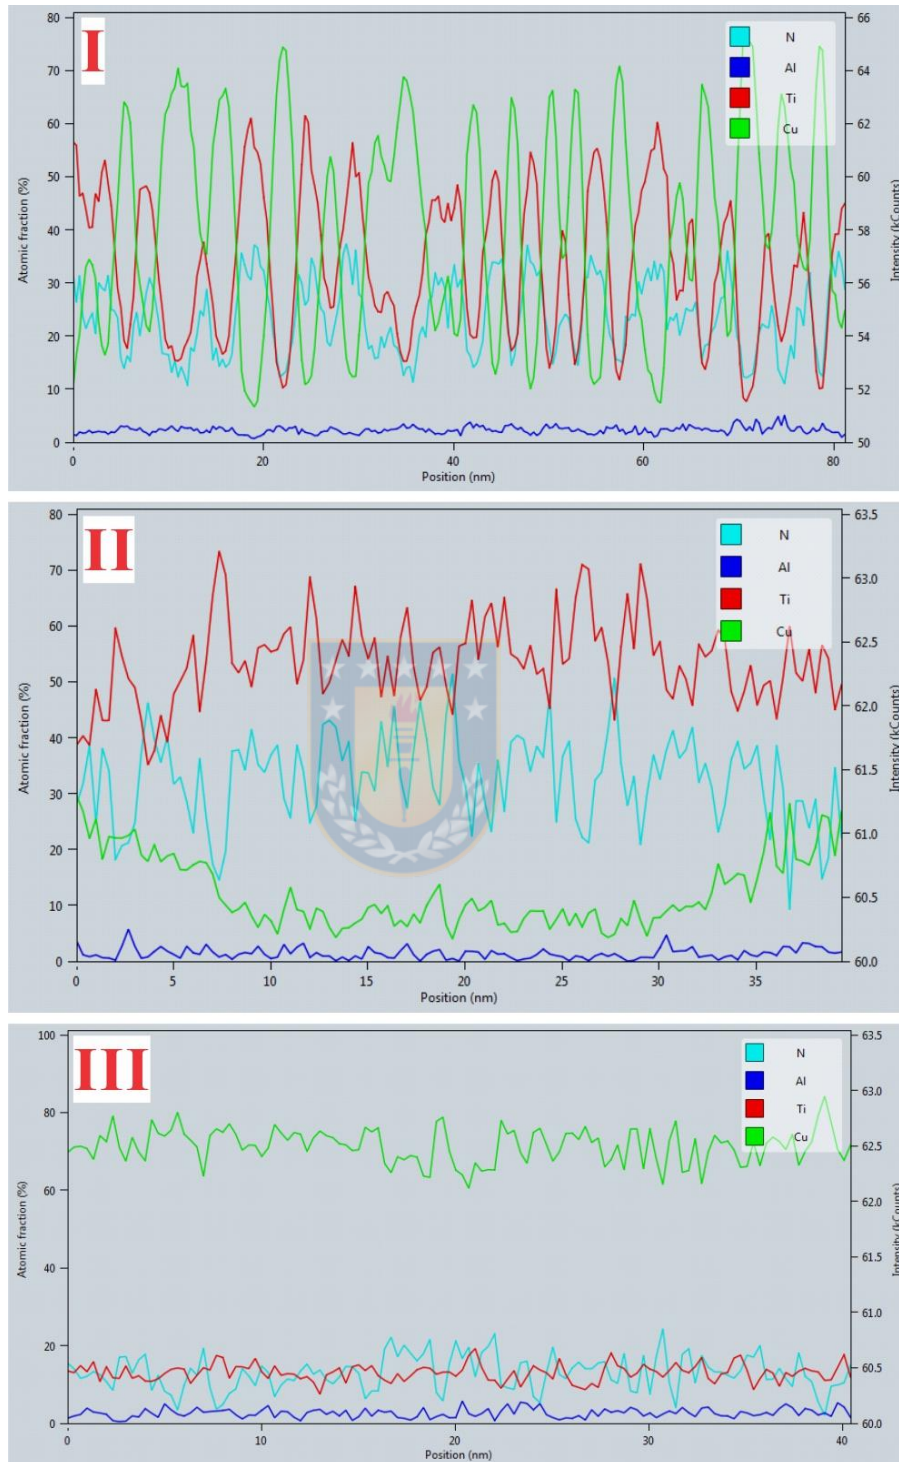 I
N
Al
Ti
Cu
80
70
60
50
40
30
20
10
0
Atomic fraction (%)
66
64
62
60
58
56
54
52
50
Intensity (kCounts)
0 20 40 60 80
Position (nm)
II
N
Al
Ti
Cu
80
70
60
50
40
30
20
10
0
Atomic fraction (%)
63.5
63.0
62.5
62.0
61.5
61.0
60.5
60.0
Intensity (kCounts)
0 5 10 15 20 25 30 35
Position (nm)
III
N
Al
Ti
Cu
100
80
60
40
20
0
Atomic fraction (%)
63.5
63.0
62.5
62.0
61.5
61.0
60.5
60.0
Intensity (kCounts)
0 10 20 30 40
Position (nm)